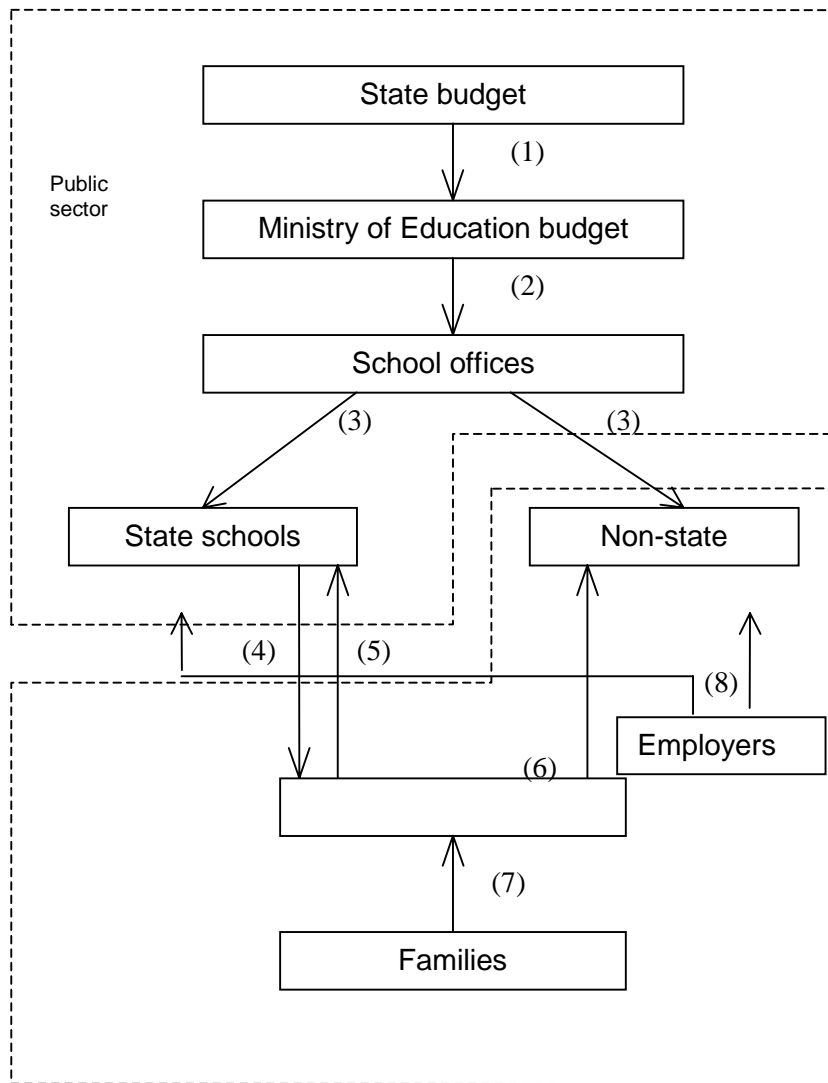 State budget
(1)
Public
sector
Ministry of Education budget
(2)
School offices
(3)
(3)
State schools
Non-state
(4)
(5)
(8)
Employers
(6)
(7)
Families